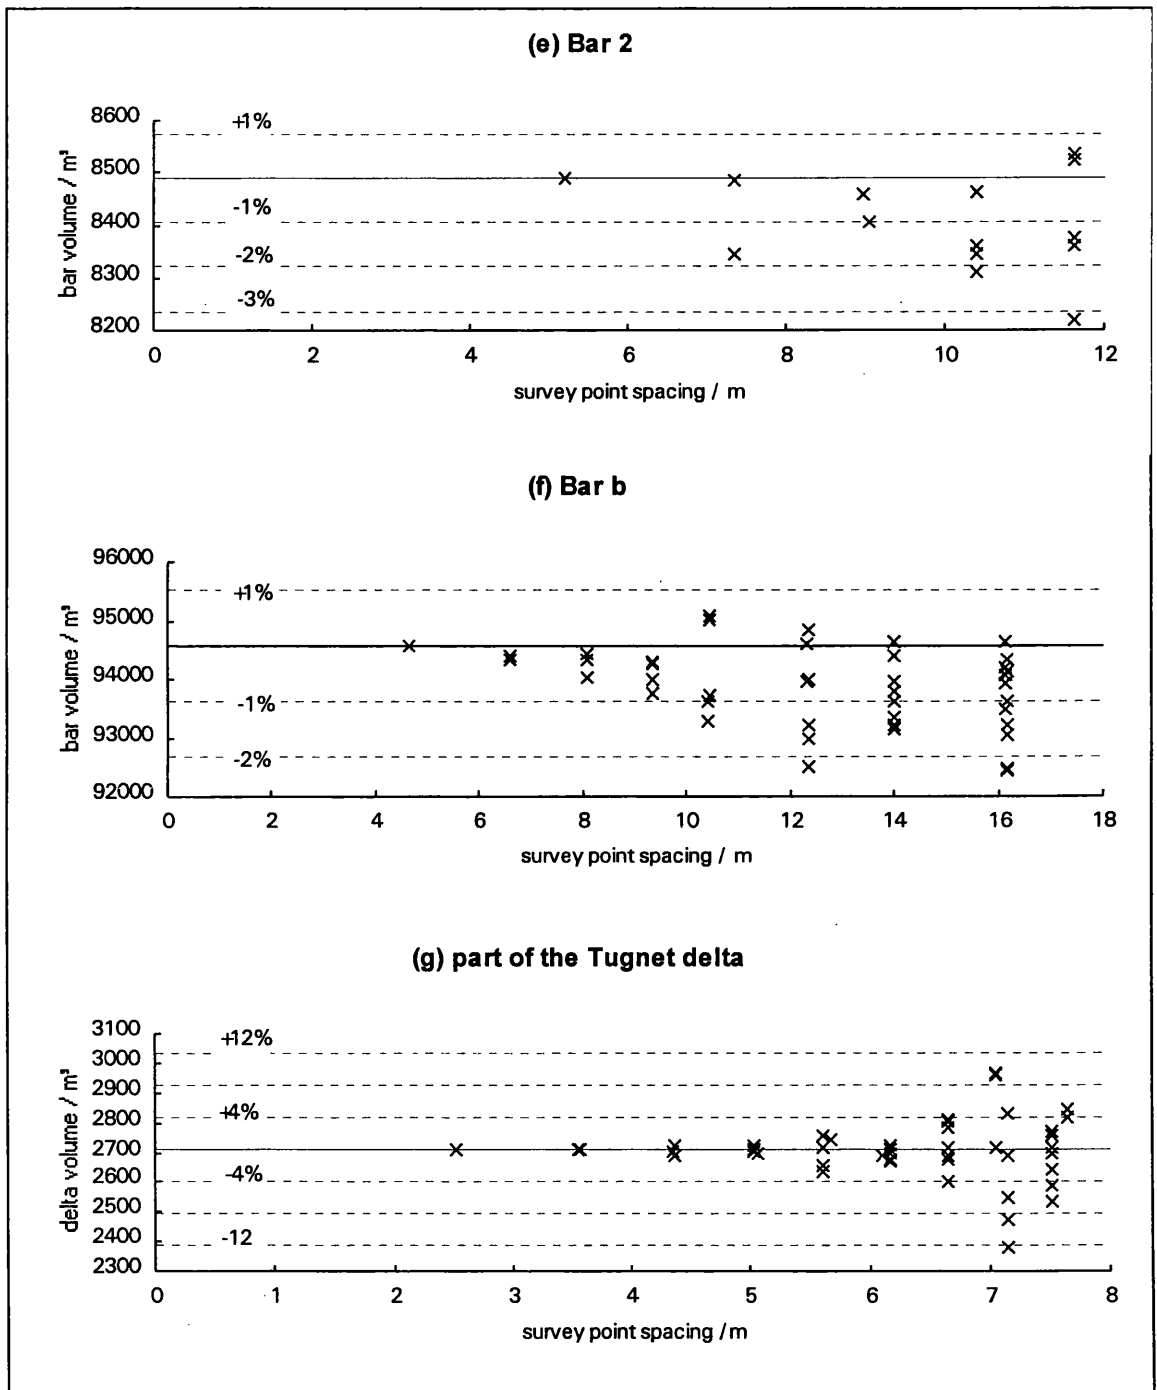 (e) Bar 2
8600
+1%
8500
-1%
8400
-2%
8300
-3%
8200
bar volume / m³
0 2 4 6 8 10 12
survey point spacing / m
(f) Bar b
96000
+1%
95000
94000
-1%
93000
-2%
92000
bar volume / m³
0 2 4 6 8 10 12 14 16 18
survey point spacing / m
(g) part of the Tugnet delta
3100
+12%
3000
2900
+4%
2800
2700
-4%
2600
2500
-12
2400
2300
delta volume / m³
0 1 2 3 4 5 6 7 8
survey point spacing / m